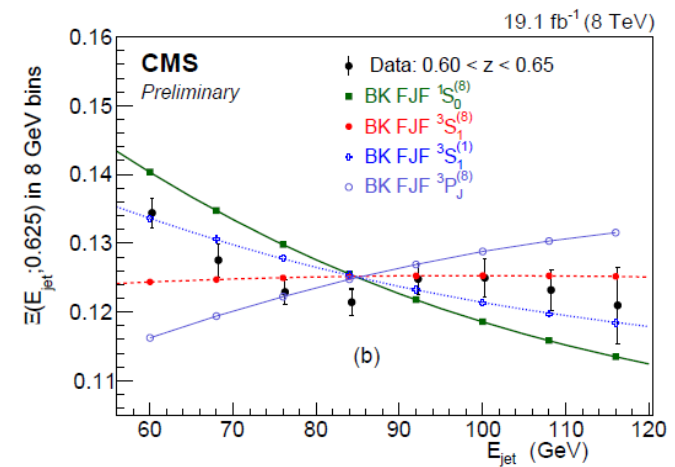 19.1 fb⁻¹ (8 TeV)
CMS
Preliminary
Data: 0.60 < z < 0.65
BK FJF ¹S₀⁽⁸⁾
BK FJF ³S₁⁽⁸⁾
BK FJF ³S₁⁽¹⁾
BK FJF ³P_J⁽⁸⁾
(b)
Ξ(E_jet;0.625) in 8 GeV bins
0.16
0.15
0.14
0.13
0.12
0.11
60 70 80 90 100 110 120
E_jet (GeV)